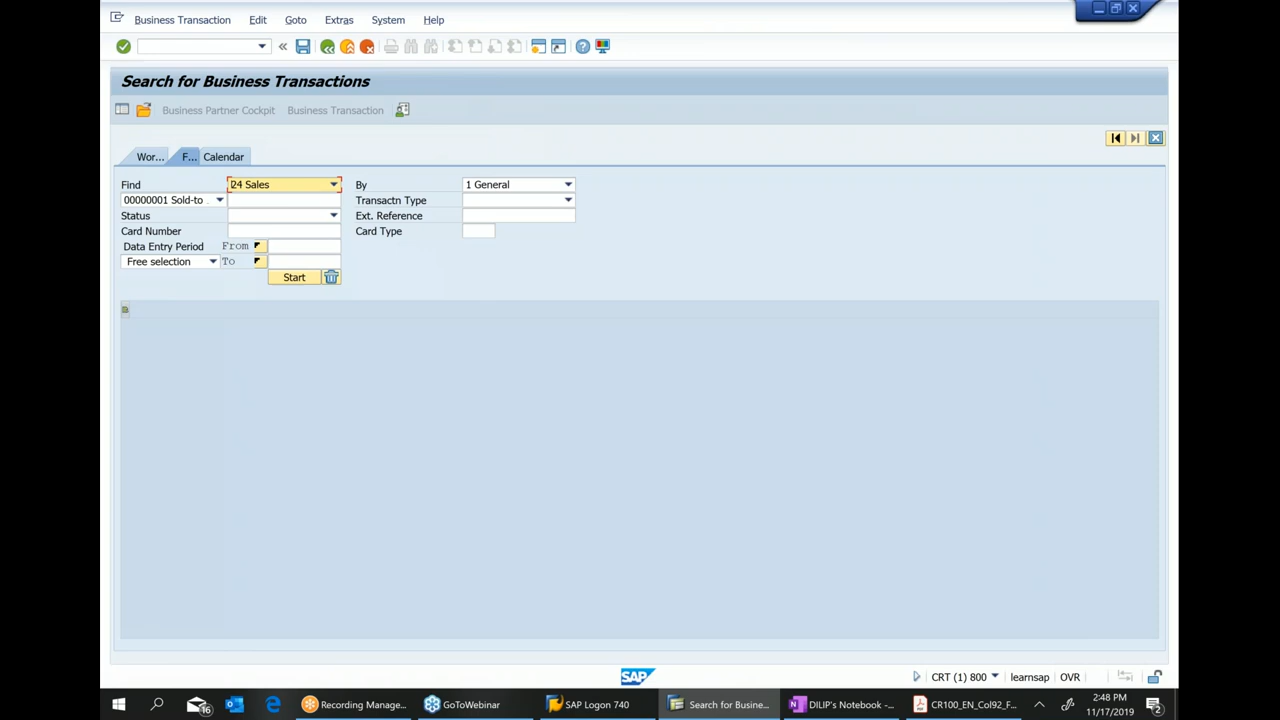 Business Transaction Edit Goto Extras System Help
Search for Business Transactions
Business Partner Cockpit Business Transaction
Wor... F... Calendar
Find 24 Sales By 1 General
00000001 Sold-to Transactn Type
Status Ext. Reference
Card Number Card Type
Data Entry Period From
Free selection To
Start
SAP CRT (1) 800 learnsap OVR
Recording Manage... GoToWebinar SAP Logon 740 Search for Busine... DILIP's Notebook -... CR100_EN_Col92_F... 2:48 PM
11/17/2019